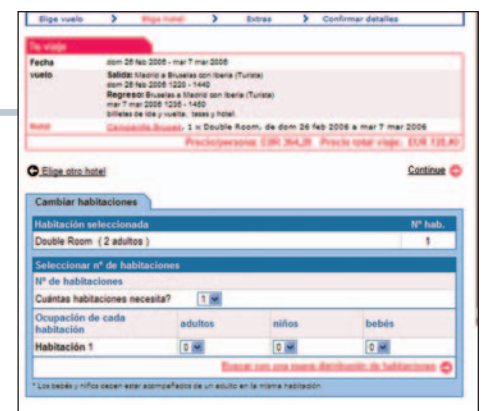 Elige vuelo > Elige hotel > Extras > Confirmar detalles
Tu viaje
Fecha dom 26 feb 2006 - mar 7 mar 2006
vuelo Salida: Madrid a Bruselas con Iberia (Turista)
dom 26 feb 2006 1220 - 1440
Regreso: Bruselas a Madrid con Iberia (Turista)
mar 7 mar 2006 1235 - 1450
billetes de ida y vuelta, tasas y hotel
Hotel , 1 x Double Room, de dom 26 feb 2006 a mar 7 mar 2006
Precio/persona: EUR Precio total viaje: EUR
Elige otro hotel Continue
Cambiar habitaciones
Habitación seleccionada Nº hab.
Double Room ( 2 adultos ) 1
Seleccionar nº de habitaciones
Nº de habitaciones
Cuántas habitaciones necesita? 1
Ocupación de cada adultos niños bebés
habitación
Habitación 1 0 0 0
Buscar con una nueva distribución de habitaciones
* Los bebés y niños deben estar acompañados de un adulto en la misma habitación.